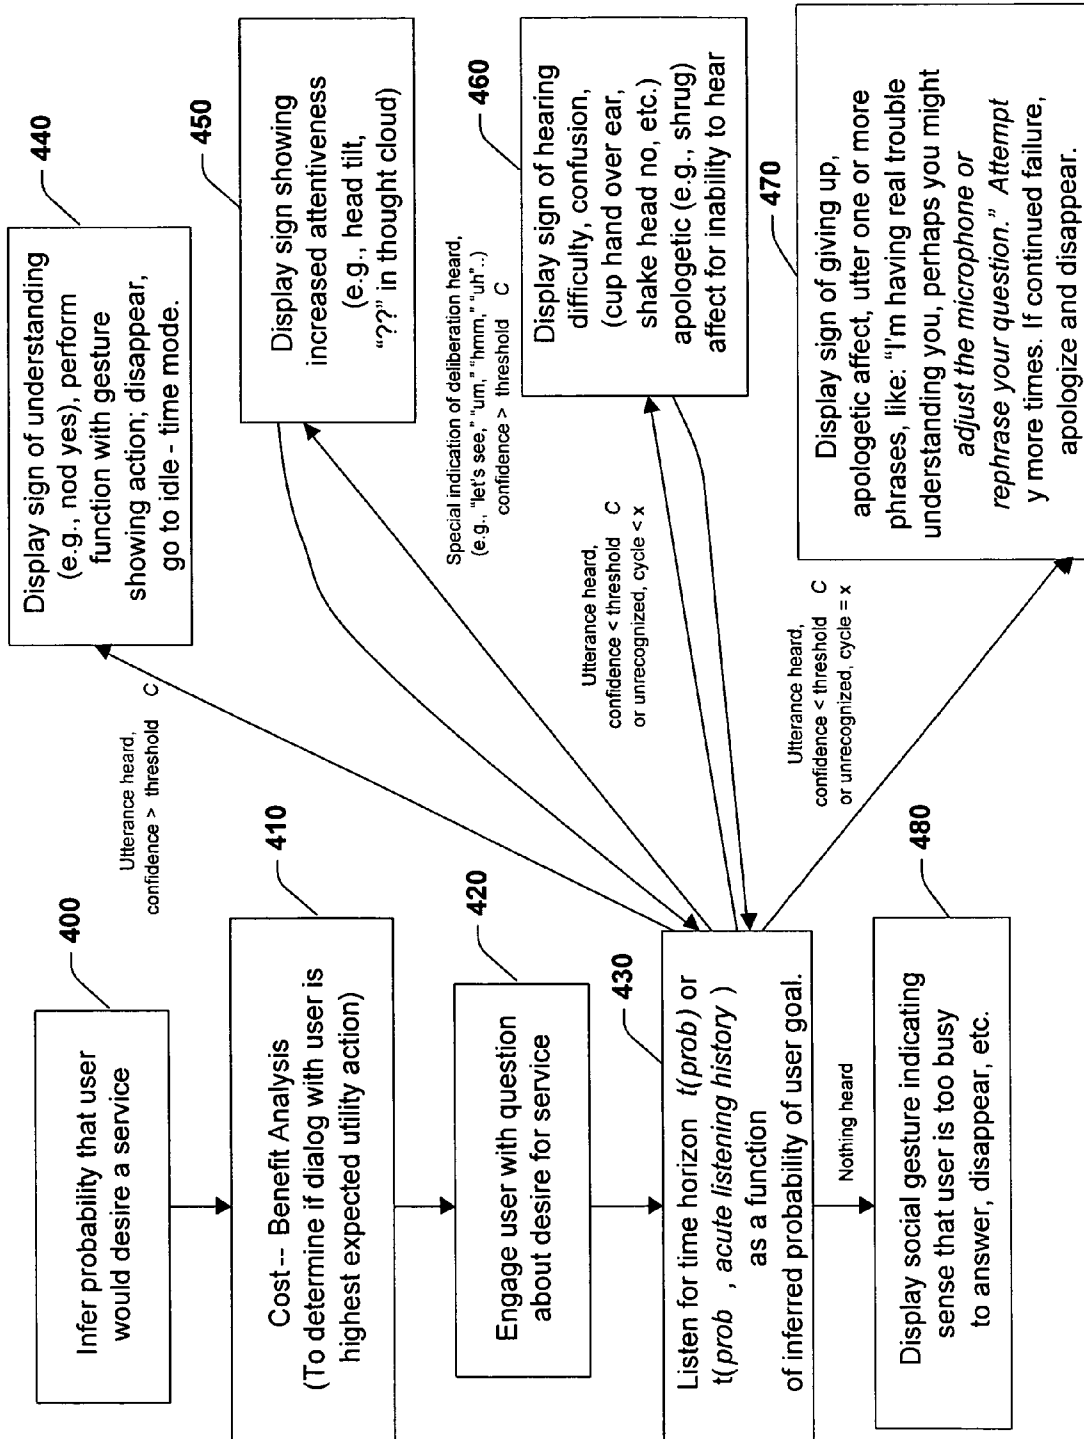 400
Infer probability that user
would desire a service
410
Cost-- Benefit Analysis
(To determine if dialog with user is
highest expected utility action)
420
Engage user with question
about desire for service
430
Listen for time horizon t(prob) or
t(prob , acute listening history )
as a function
of inferred probability of user goal.
Nothing heard
480
Display social gesture indicating
sense that user is too busy
to answer, disappear, etc.
Utterance heard,
confidence > threshold C
440
Display sign of understanding
(e.g., nod yes), perform
function with gesture
showing action; disappear,
go to idle - time mode.
450
Display sign showing
increased attentiveness
(e.g., head tilt,
“??” in thought cloud)
Special indication of deliberation heard,
(e.g., “let's see,” “um,” “hmm,” “uh”..)
confidence > threshold C
460
Display sign of hearing
difficulty, confusion,
(cup hand over ear,
shake head no, etc.)
apologetic (e.g., shrug)
affect for inability to hear
Utterance heard,
confidence < threshold C
or unrecognized, cycle < x
Utterance heard,
confidence < threshold C
or unrecognized, cycle = x
470
Display sign of giving up,
apologetic affect, utter one or more
phrases, like: “I'm having real trouble
understanding you, perhaps you might
adjust the microphone or
rephrase your question.” Attempt
y more times. If continued failure,
apologize and disappear.